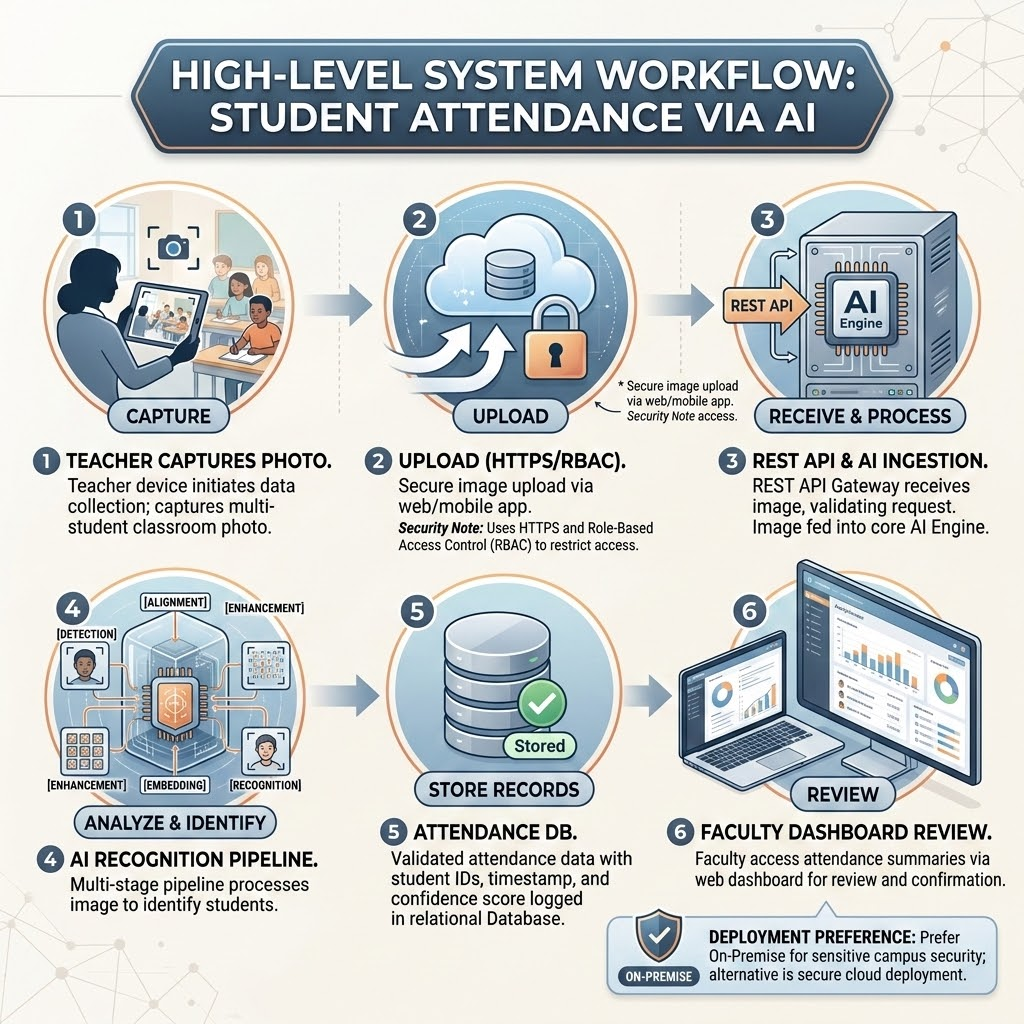 HIGH-LEVEL SYSTEM WORKFLOW:
STUDENT ATTENDANCE VIA AI
1
CAPTURE
1 TEACHER CAPTURES PHOTO.
Teacher device initiates data
collection; captures multi-
student classroom photo.
2
UPLOAD
* Secure image upload
via web/mobile app.
Security Note access.
2 UPLOAD (HTTPS/RBAC).
Secure image upload via
web/mobile app.
Security Note: Uses HTTPS and Role-Based
Access Control (RBAC) to restrict access.
3
REST API
AI
Engine
RECEIVE & PROCESS
3 REST API & AI INGESTION.
REST API Gateway receives
image, validating request.
Image fed into core AI Engine.
4
[ALIGNMENT]
[ENHANCEMENT]
[DETECTION]
[ENHANCEMENT]
[EMBEDDING]
[RECOGNITION]
ANALYZE & IDENTIFY
4 AI RECOGNITION PIPELINE.
Multi-stage pipeline processes
image to identify students.
5
Stored
STORE RECORDS
5 ATTENDANCE DB.
Validated attendance data with
student IDs, timestamp, and
confidence score logged
in relational Database.
6
REVIEW
6 FACULTY DASHBOARD REVIEW.
Faculty access attendance summaries via
web dashboard for review and confirmation.
ON-PREMISE
DEPLOYMENT PREFERENCE: Prefer
On-Premise for sensitive campus security;
alternative is secure cloud deployment.